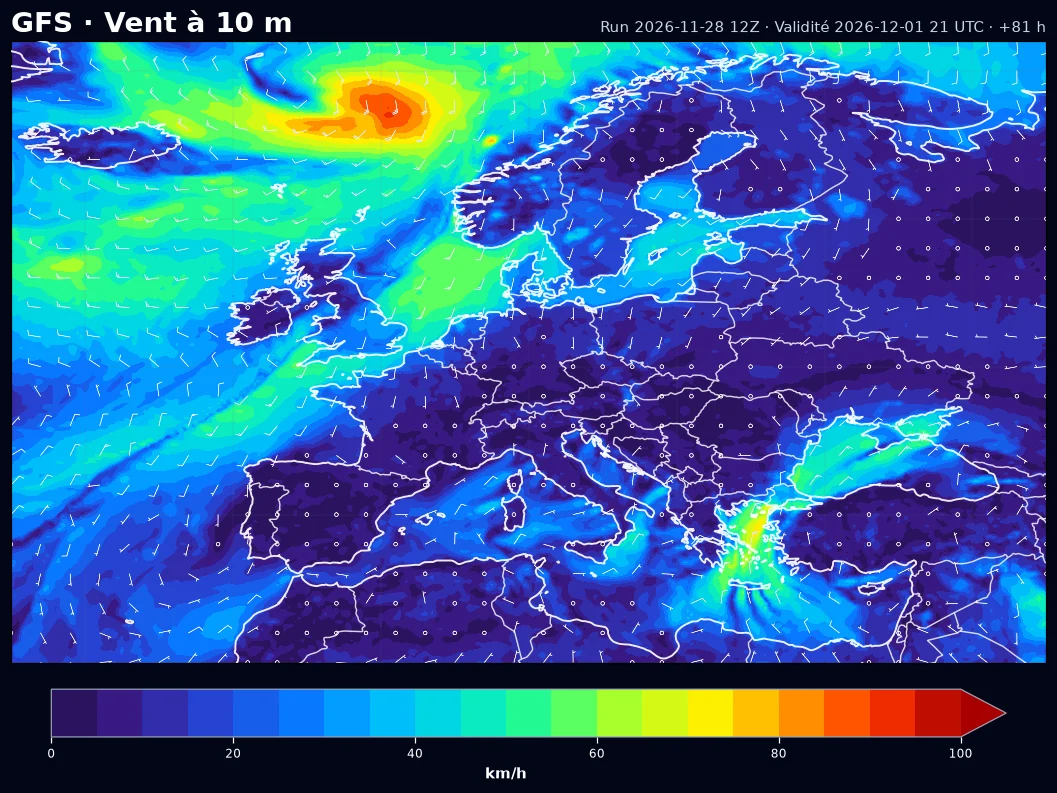 GFS · Vent à 10 m
Run 2026-11-28 12Z · Validité 2026-12-01 21 UTC · +81 h
0 20 40 60 80 100
km/h